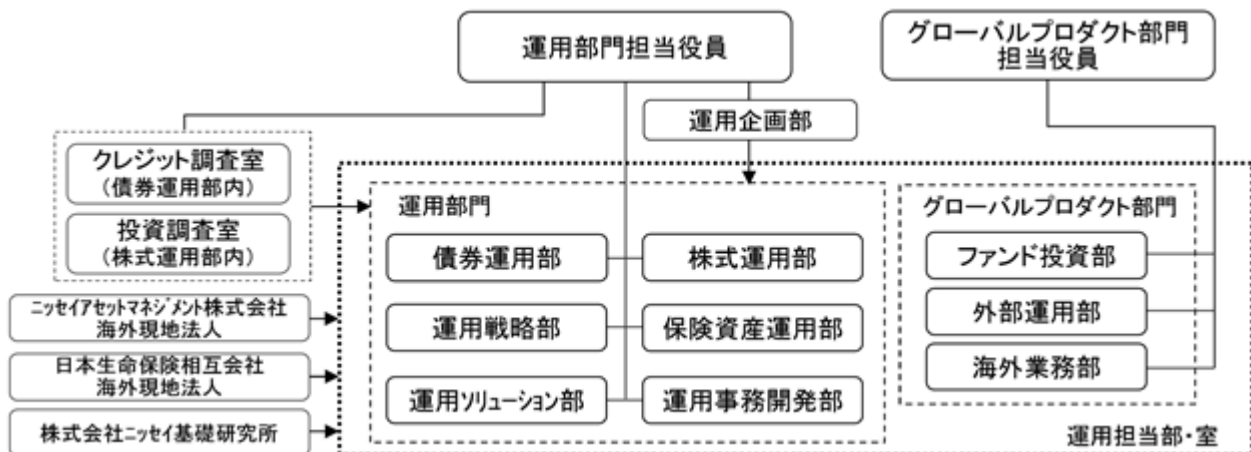 運用部門担当役員
グローバルプロダクト部門
担当役員
運用企画部
クレジット調査室
(債券運用部内)
投資調査室
(株式運用部内)
ニッセイアセットマネジメント株式会社
海外現地法人
日本生命保険相互会社
海外現地法人
株式会社ニッセイ基礎研究所
運用部門
債券運用部
株式運用部
運用戦略部
保険資産運用部
運用ソリューション部
運用事務開発部
グローバルプロダクト部門
ファンド投資部
外部運用部
海外業務部
運用担当部・室